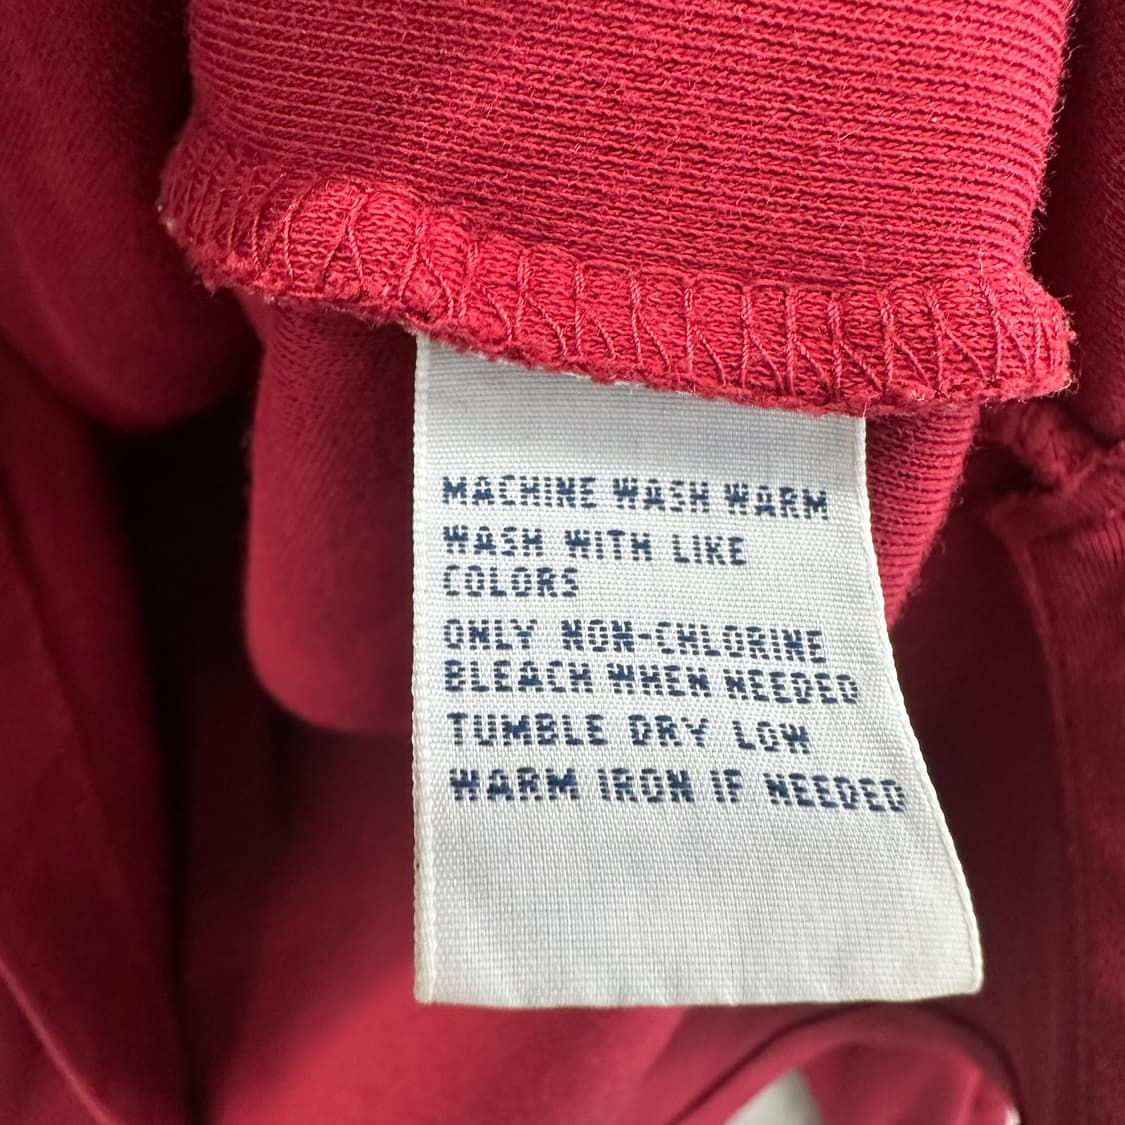 MACHINE WASH WARM
WASH WITH LIKE
COLORS
ONLY NON-CHLORINE
BLEACH WHEN NEEDED
TUMBLE DRY LOW
WARM IRON IF NEEDED